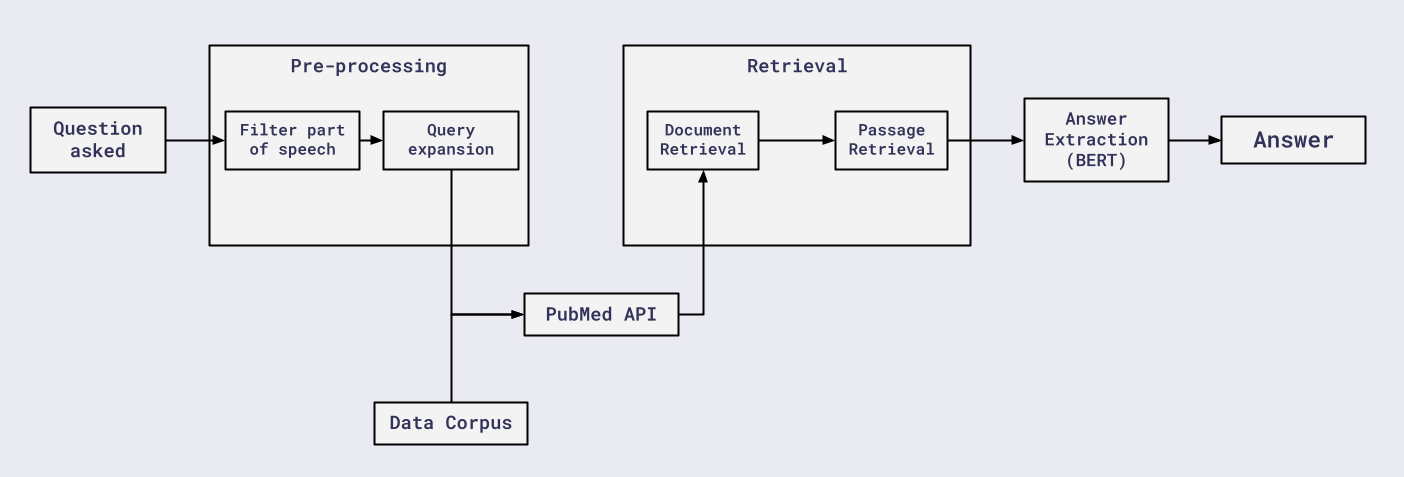 Pre-processing
Retrieval
Question
asked
Filter part
of speech
Query
expansion
Document
Retrieval
Passage
Retrieval
Answer
Extraction
(BERT)
Answer
PubMed API
Data Corpus